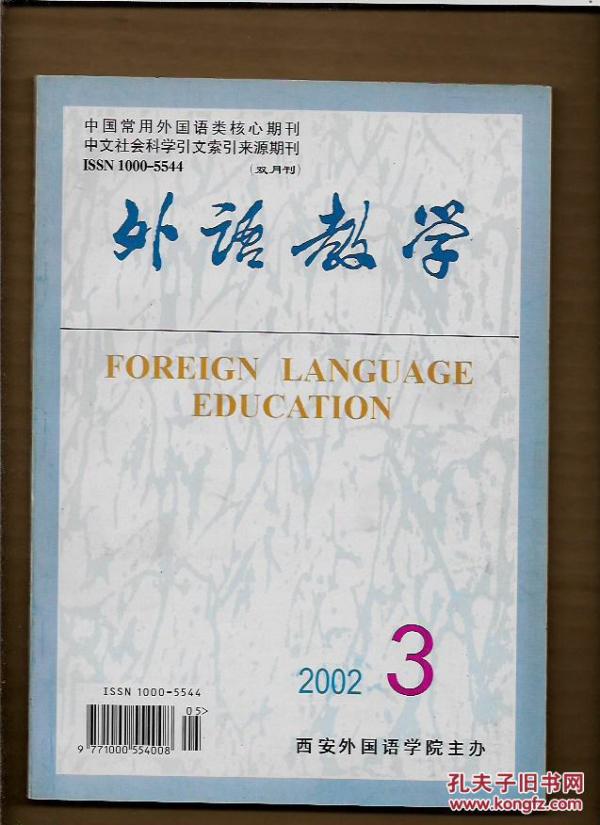 中国常用外国语类核心期刊
中文社会科学引文索引来源期刊
ISSN 1000-5544 (双月刊)
外语教学
FOREIGN LANGUAGE
EDUCATION
2002 3
ISSN 1000-5544
05>
9 771000 554008
西安外国语学院主办
孔夫子旧书网
www.kongfz.com